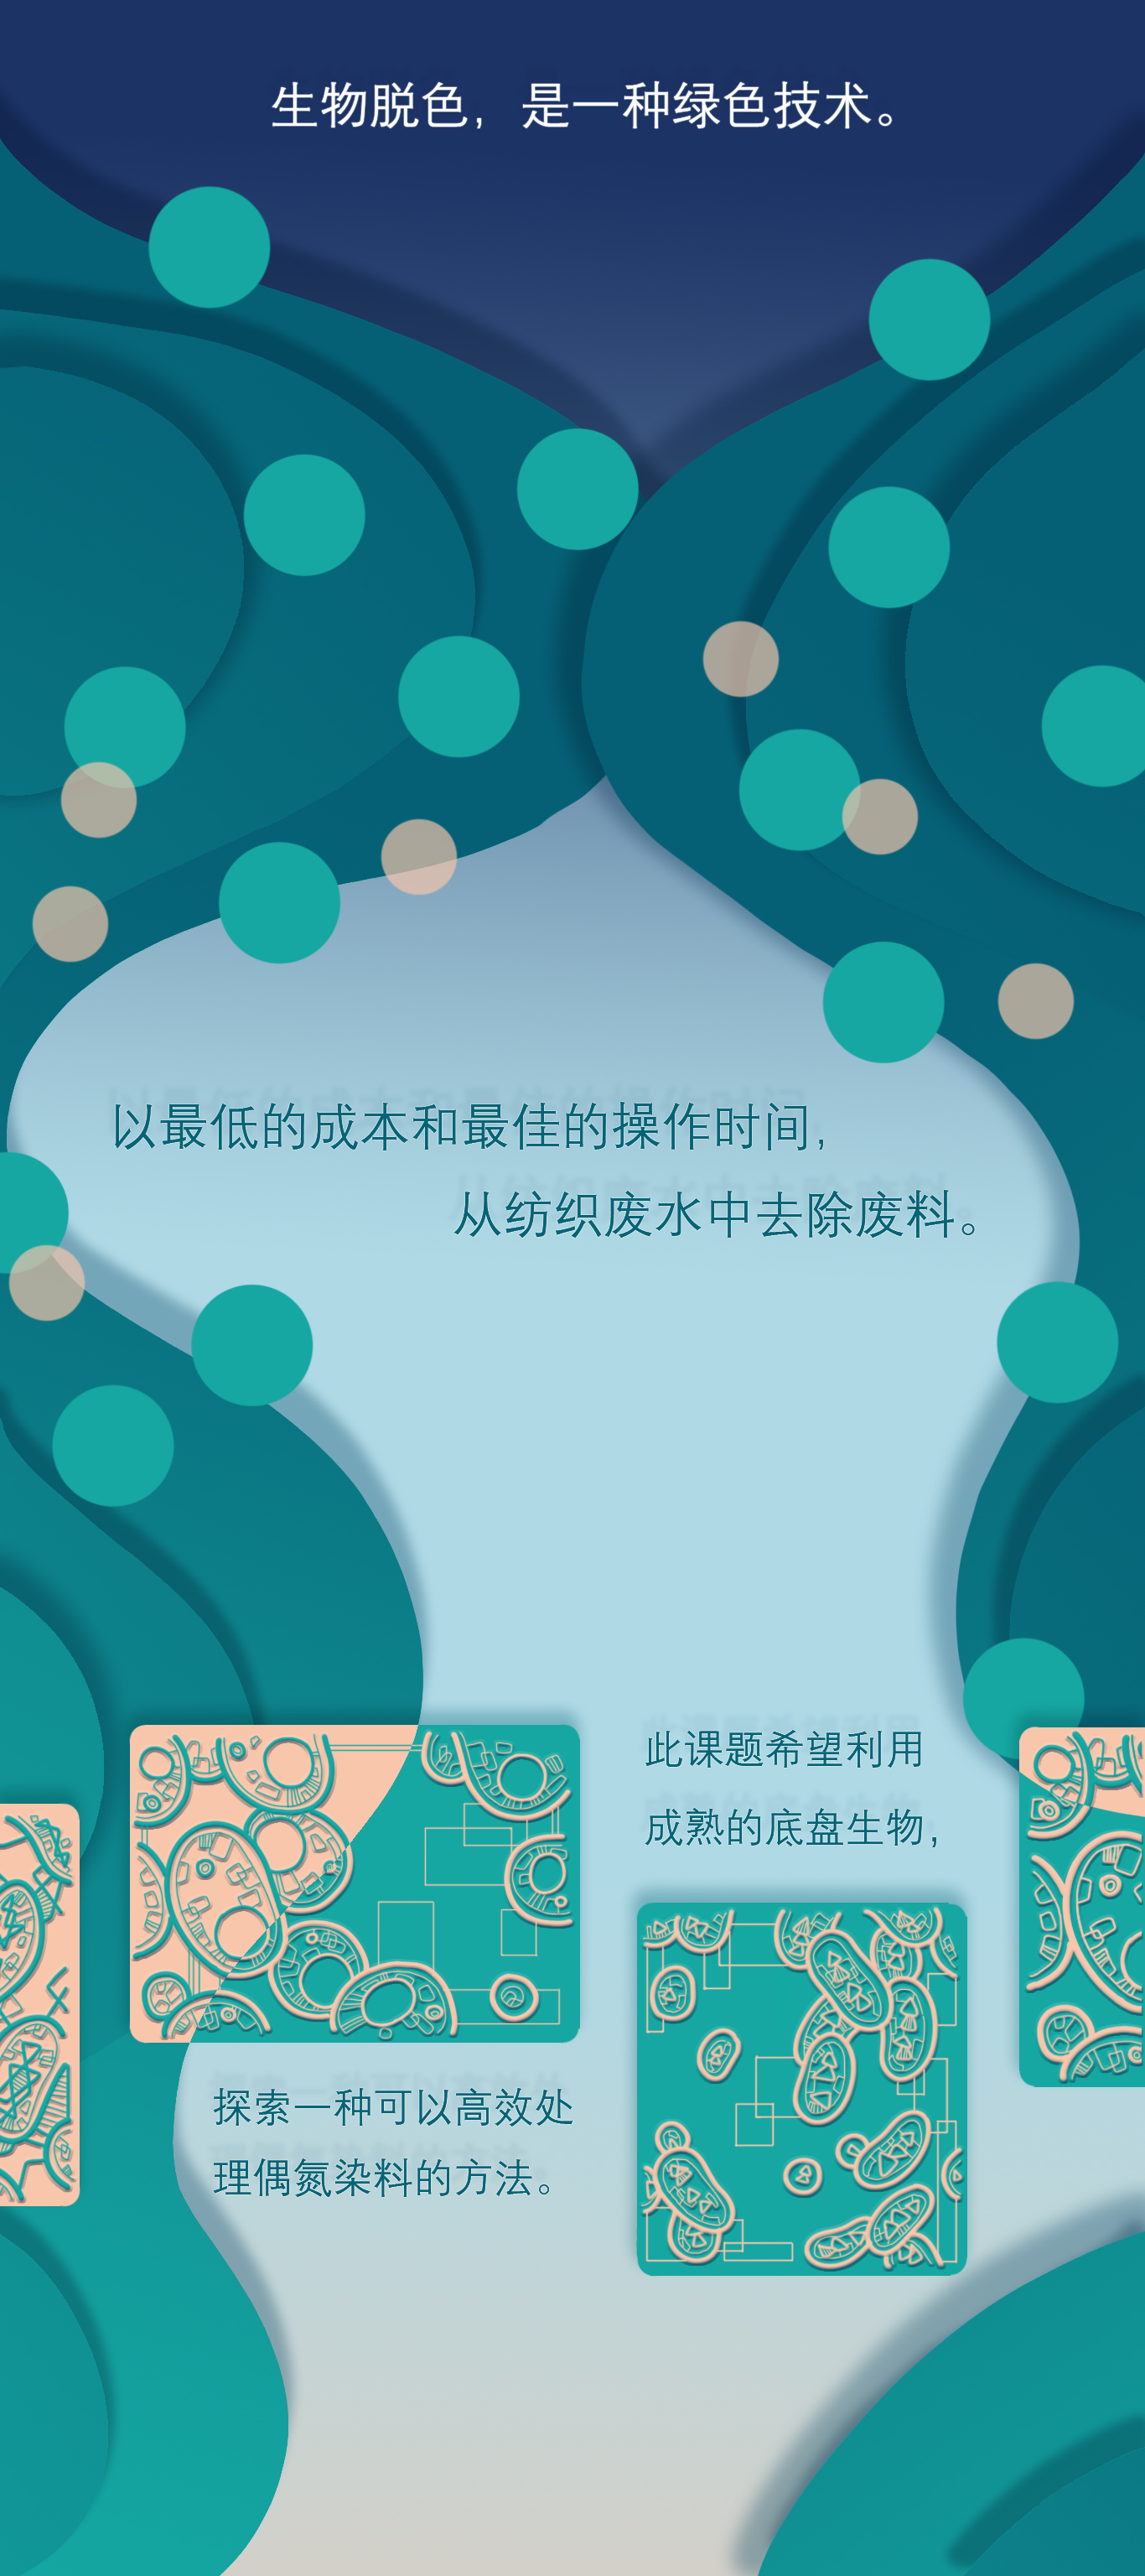 生物脱色，是一种绿色技术。
以最低的成本和最佳的操作时间，
从纺织废水中去除废料。
此课题希望利用
成熟的底盘生物，
探索一种可以高效处
理偶氮染料的方法。